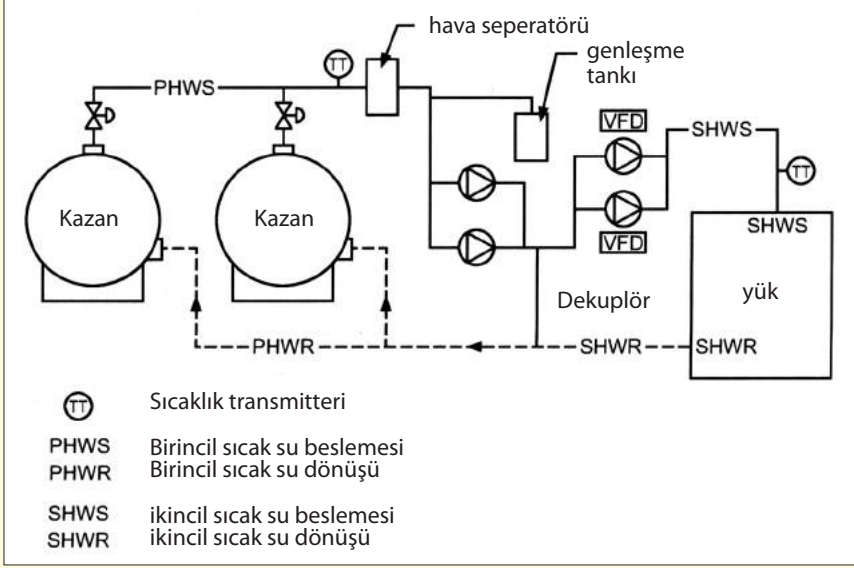 hava seperatörü
genleşme
tankı
TT
PHWS
VFD
SHWS
TT
Kazan
Kazan
VFD
SHWS
Dekuplör
yük
PHWR
SHWR
SHWR
TT Sıcaklık transmitteri
PHWS Birincil sıcak su beslemesi
PHWR Birincil sıcak su dönüşü
SHWS ikincil sıcak su beslemesi
SHWR ikincil sıcak su dönüşü